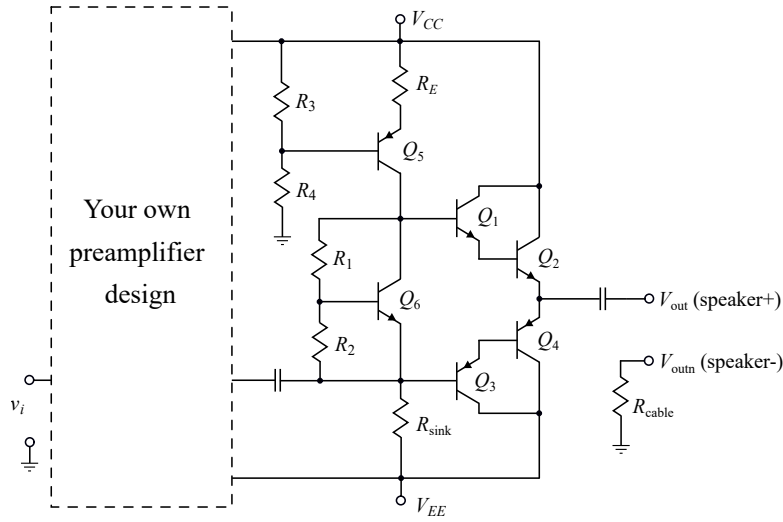 V_CC
R_3
R_E
Q_5
R_4
Your own
preamplifier
design
Q_1
R_1
Q_2
Q_6
V_out (speaker+)
R_2
Q_4
Q_3
V_outn (speaker-)
v_i
R_sink
R_cable
V_EE